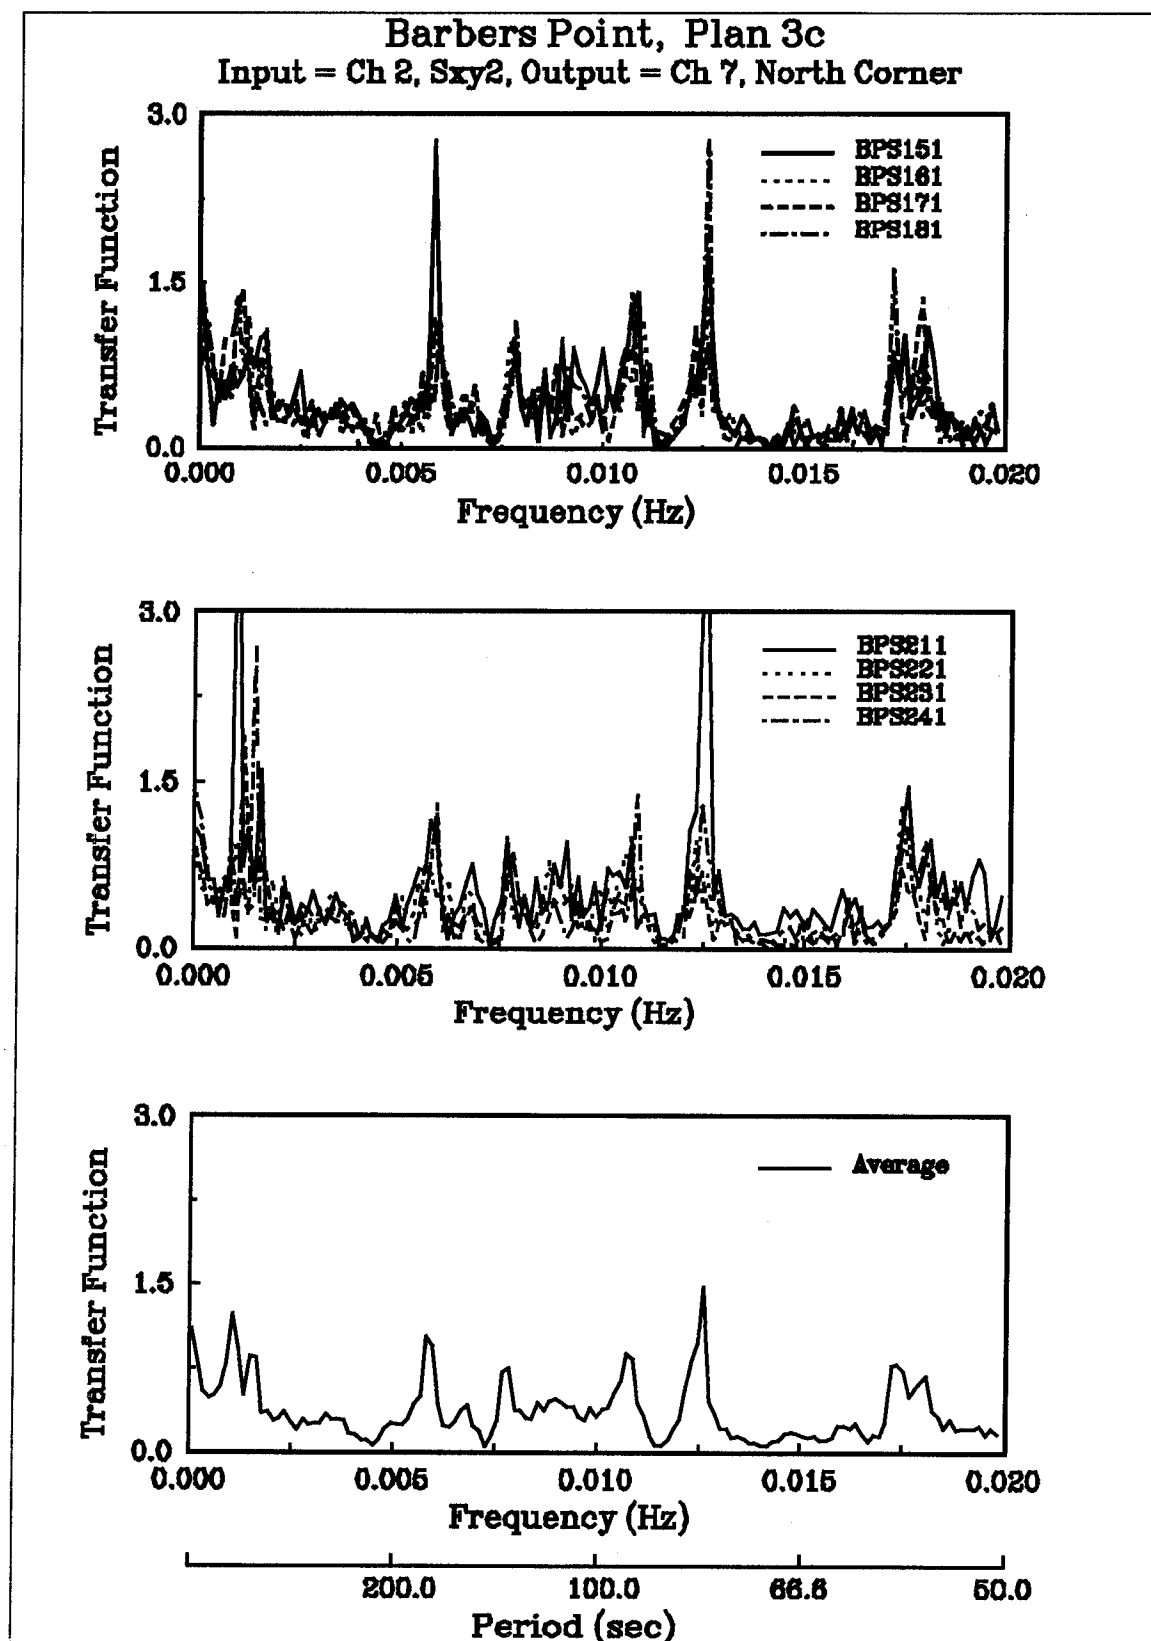 Barbers Point, Plan 3c
Input = Ch 2, Sxy2, Output = Ch 7, North Corner
3.0
1.5
0.0
Transfer Function
BPS151
BPS161
BPS171
BPS181
0.000 0.005 0.010 0.015 0.020
Frequency (Hz)
3.0
1.5
0.0
Transfer Function
BPS211
BPS221
BPS231
BPS241
0.000 0.005 0.010 0.015 0.020
Frequency (Hz)
3.0
1.5
0.0
Transfer Function
Average
0.000 0.005 0.010 0.015 0.020
Frequency (Hz)
200.0 100.0 66.6 50.0
Period (sec)